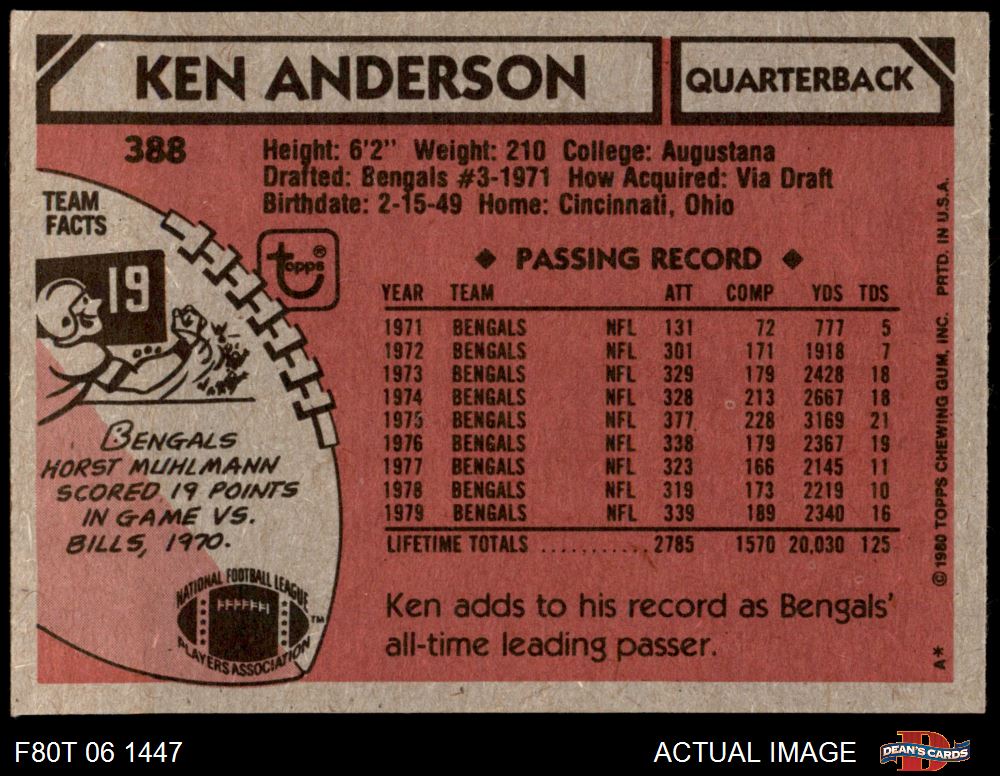 KEN ANDERSON
QUARTERBACK
388
Height: 6'2" Weight: 210 College: Augustana
Drafted: Bengals #3-1971 How Acquired: Via Draft
Birthdate: 2-15-49 Home: Cincinnati, Ohio
TEAM
FACTS
19
BENGALS
HORST MUHLMANN
SCORED 19 POINTS
IN GAME VS.
BILLS, 1970.
topps®
◆ PASSING RECORD ◆
YEAR TEAM ATT COMP YDS TDS
1971 BENGALS NFL 131 72 777 5
1972 BENGALS NFL 301 171 1918 7
1973 BENGALS NFL 329 179 2428 18
1974 BENGALS NFL 328 213 2667 18
1975 BENGALS NFL 377 228 3169 21
1976 BENGALS NFL 338 179 2367 19
1977 BENGALS NFL 323 166 2145 11
1978 BENGALS NFL 319 173 2219 10
1979 BENGALS NFL 339 189 2340 16
LIFETIME TOTALS .......... 2785 1570 20,030 125
Ken adds to his record as Bengals'
all-time leading passer.
NATIONAL FOOTBALL LEAGUE
PLAYERS ASSOCIATION
TM
A* © 1980 TOPPS CHEWING GUM, INC. PRTD. IN U.S.A.
F80T 06 1447
ACTUAL IMAGE
D
DEAN'S CARDS